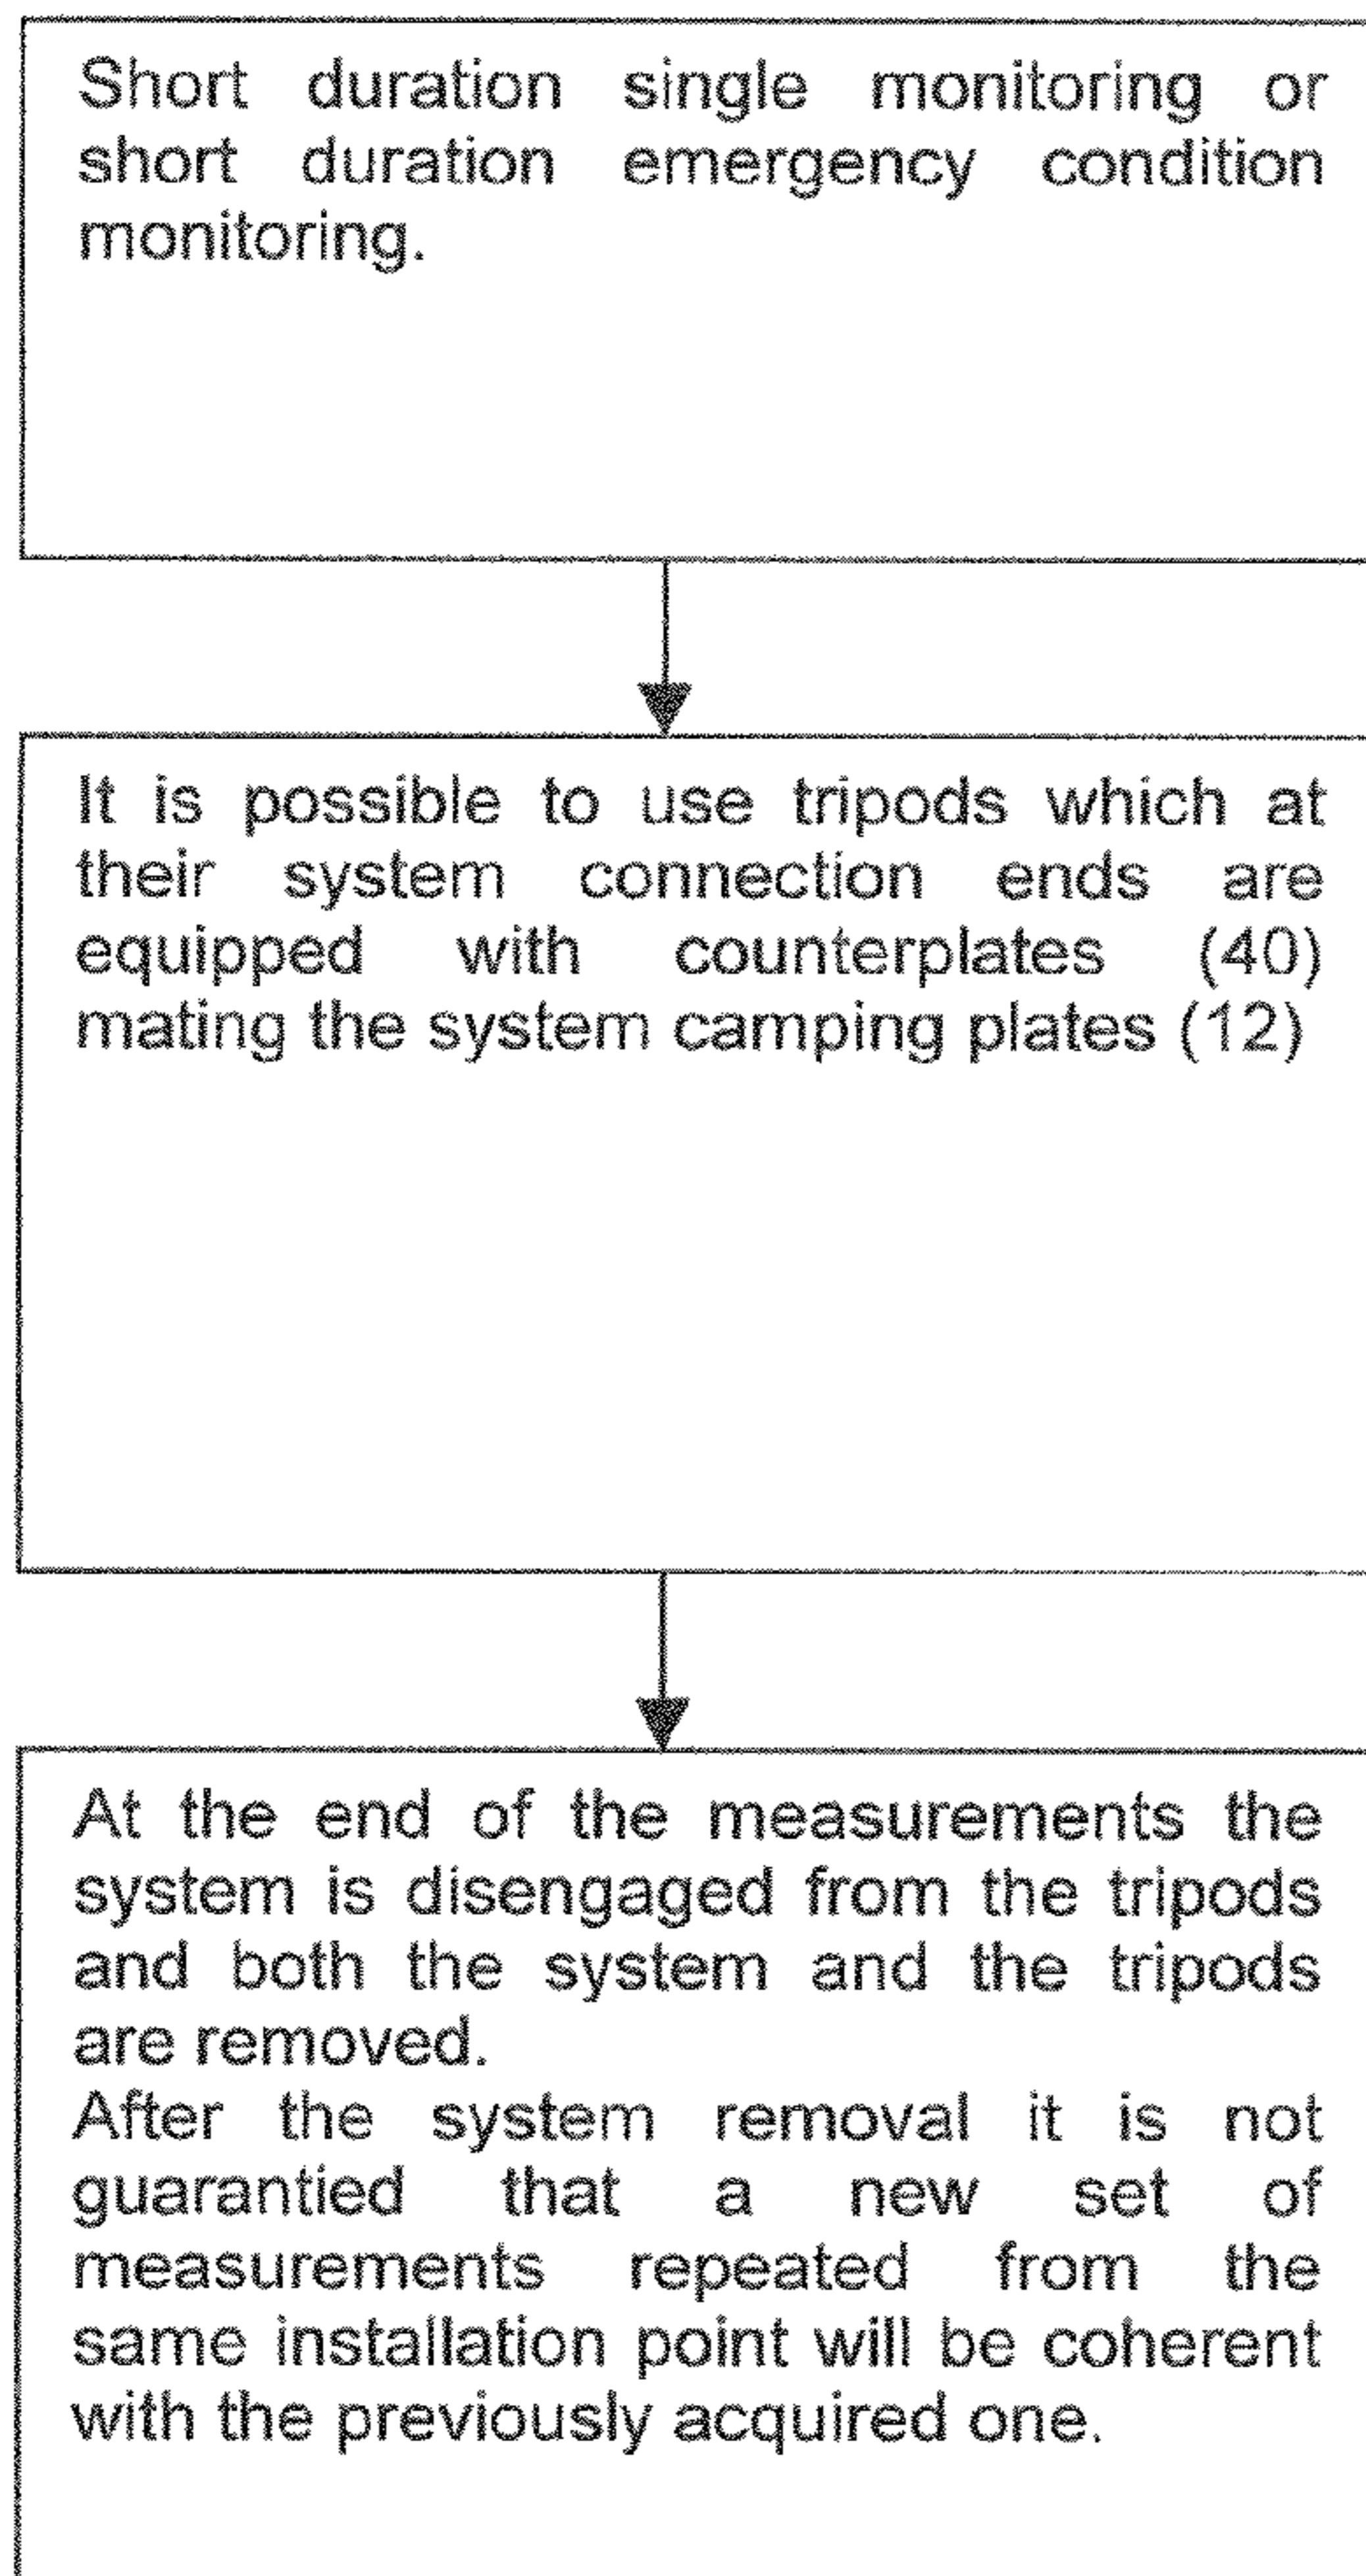 Short duration single monitoring or
short duration emergency condition
monitoring.
It is possible to use tripods which at
their system connection ends are
equipped with counterplates (40)
mating the system camping plates (12)
At the end of the measurements the
system is disengaged from the tripods
and both the system and the tripods
are removed.
After the system removal it is not
guarantied that a new set of
measurements repeated from the
same installation point will be coherent
with the previously acquired one.